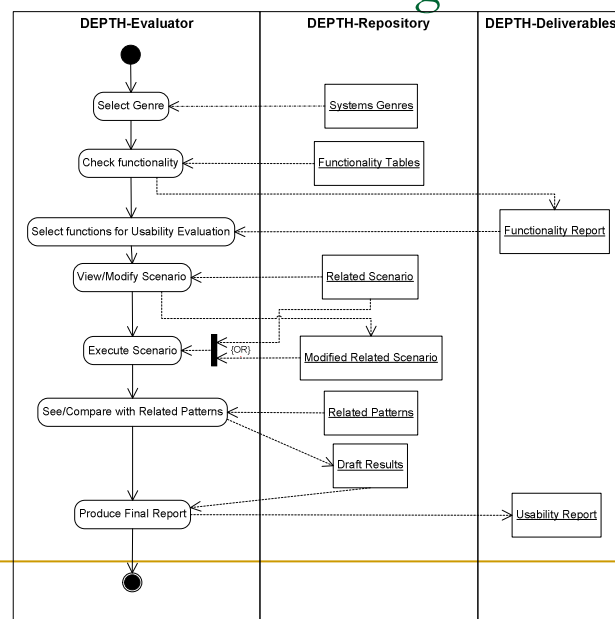 g
DEPTH-Evaluator
DEPTH-Repository
DEPTH-Deliverables
Select Genre
Systems Genres
Check functionality
Functionality Tables
Select functions for Usability Evaluation
Functionality Report
View/Modify Scenario
Related Scenario
Execute Scenario
{OR}
Modified Related Scenario
See/Compare with Related Patterns
Related Patterns
Draft Results
Produce Final Report
Usability Report